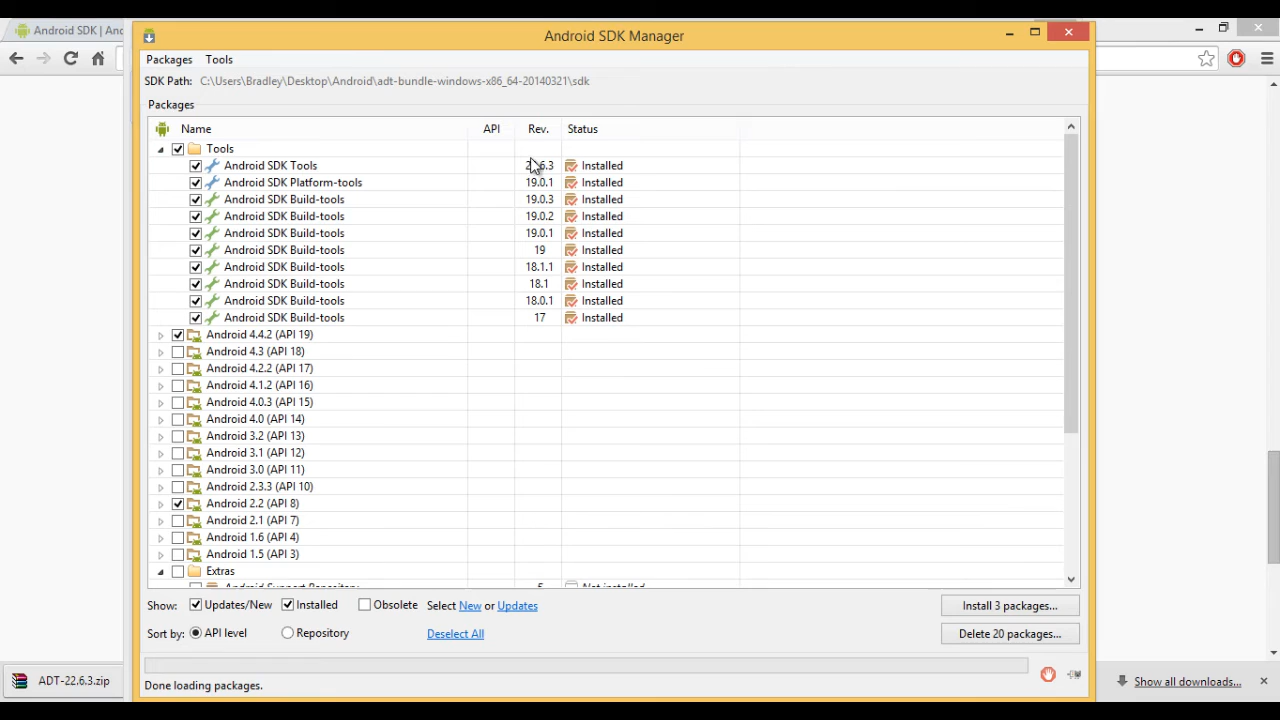 Android SDK | And
Android SDK Manager
Packages Tools
SDK Path: C:\Users\Bradley\Desktop\Android\adt-bundle-windows-x86_64-20140321\sdk
Packages
Name API Rev. Status
Tools
Android SDK Tools Installed
Android SDK Platform-tools 19.0.1 Installed
Android SDK Build-tools 19.0.3 Installed
Android SDK Build-tools 19.0.2 Installed
Android SDK Build-tools 19.0.1 Installed
Android SDK Build-tools 19 Installed
Android SDK Build-tools 18.1.1 Installed
Android SDK Build-tools 18.1 Installed
Android SDK Build-tools 18.0.1 Installed
Android SDK Build-tools 17 Installed
Android 4.4.2 (API 19)
Android 4.3 (API 18)
Android 4.2.2 (API 17)
Android 4.1.2 (API 16)
Android 4.0.3 (API 15)
Android 4.0 (API 14)
Android 3.2 (API 13)
Android 3.1 (API 12)
Android 3.0 (API 11)
Android 2.3.3 (API 10)
Android 2.2 (API 8)
Android 2.1 (API 7)
Android 1.6 (API 4)
Android 1.5 (API 3)
Extras
Android Support Repository 5 Not installed
Show: Updates/New Installed Obsolete Select New or Updates Install 3 packages...
Sort by: API level Repository Deselect All Delete 20 packages...
Done loading packages.
ADT-22.6.3.zip Show all downloads...